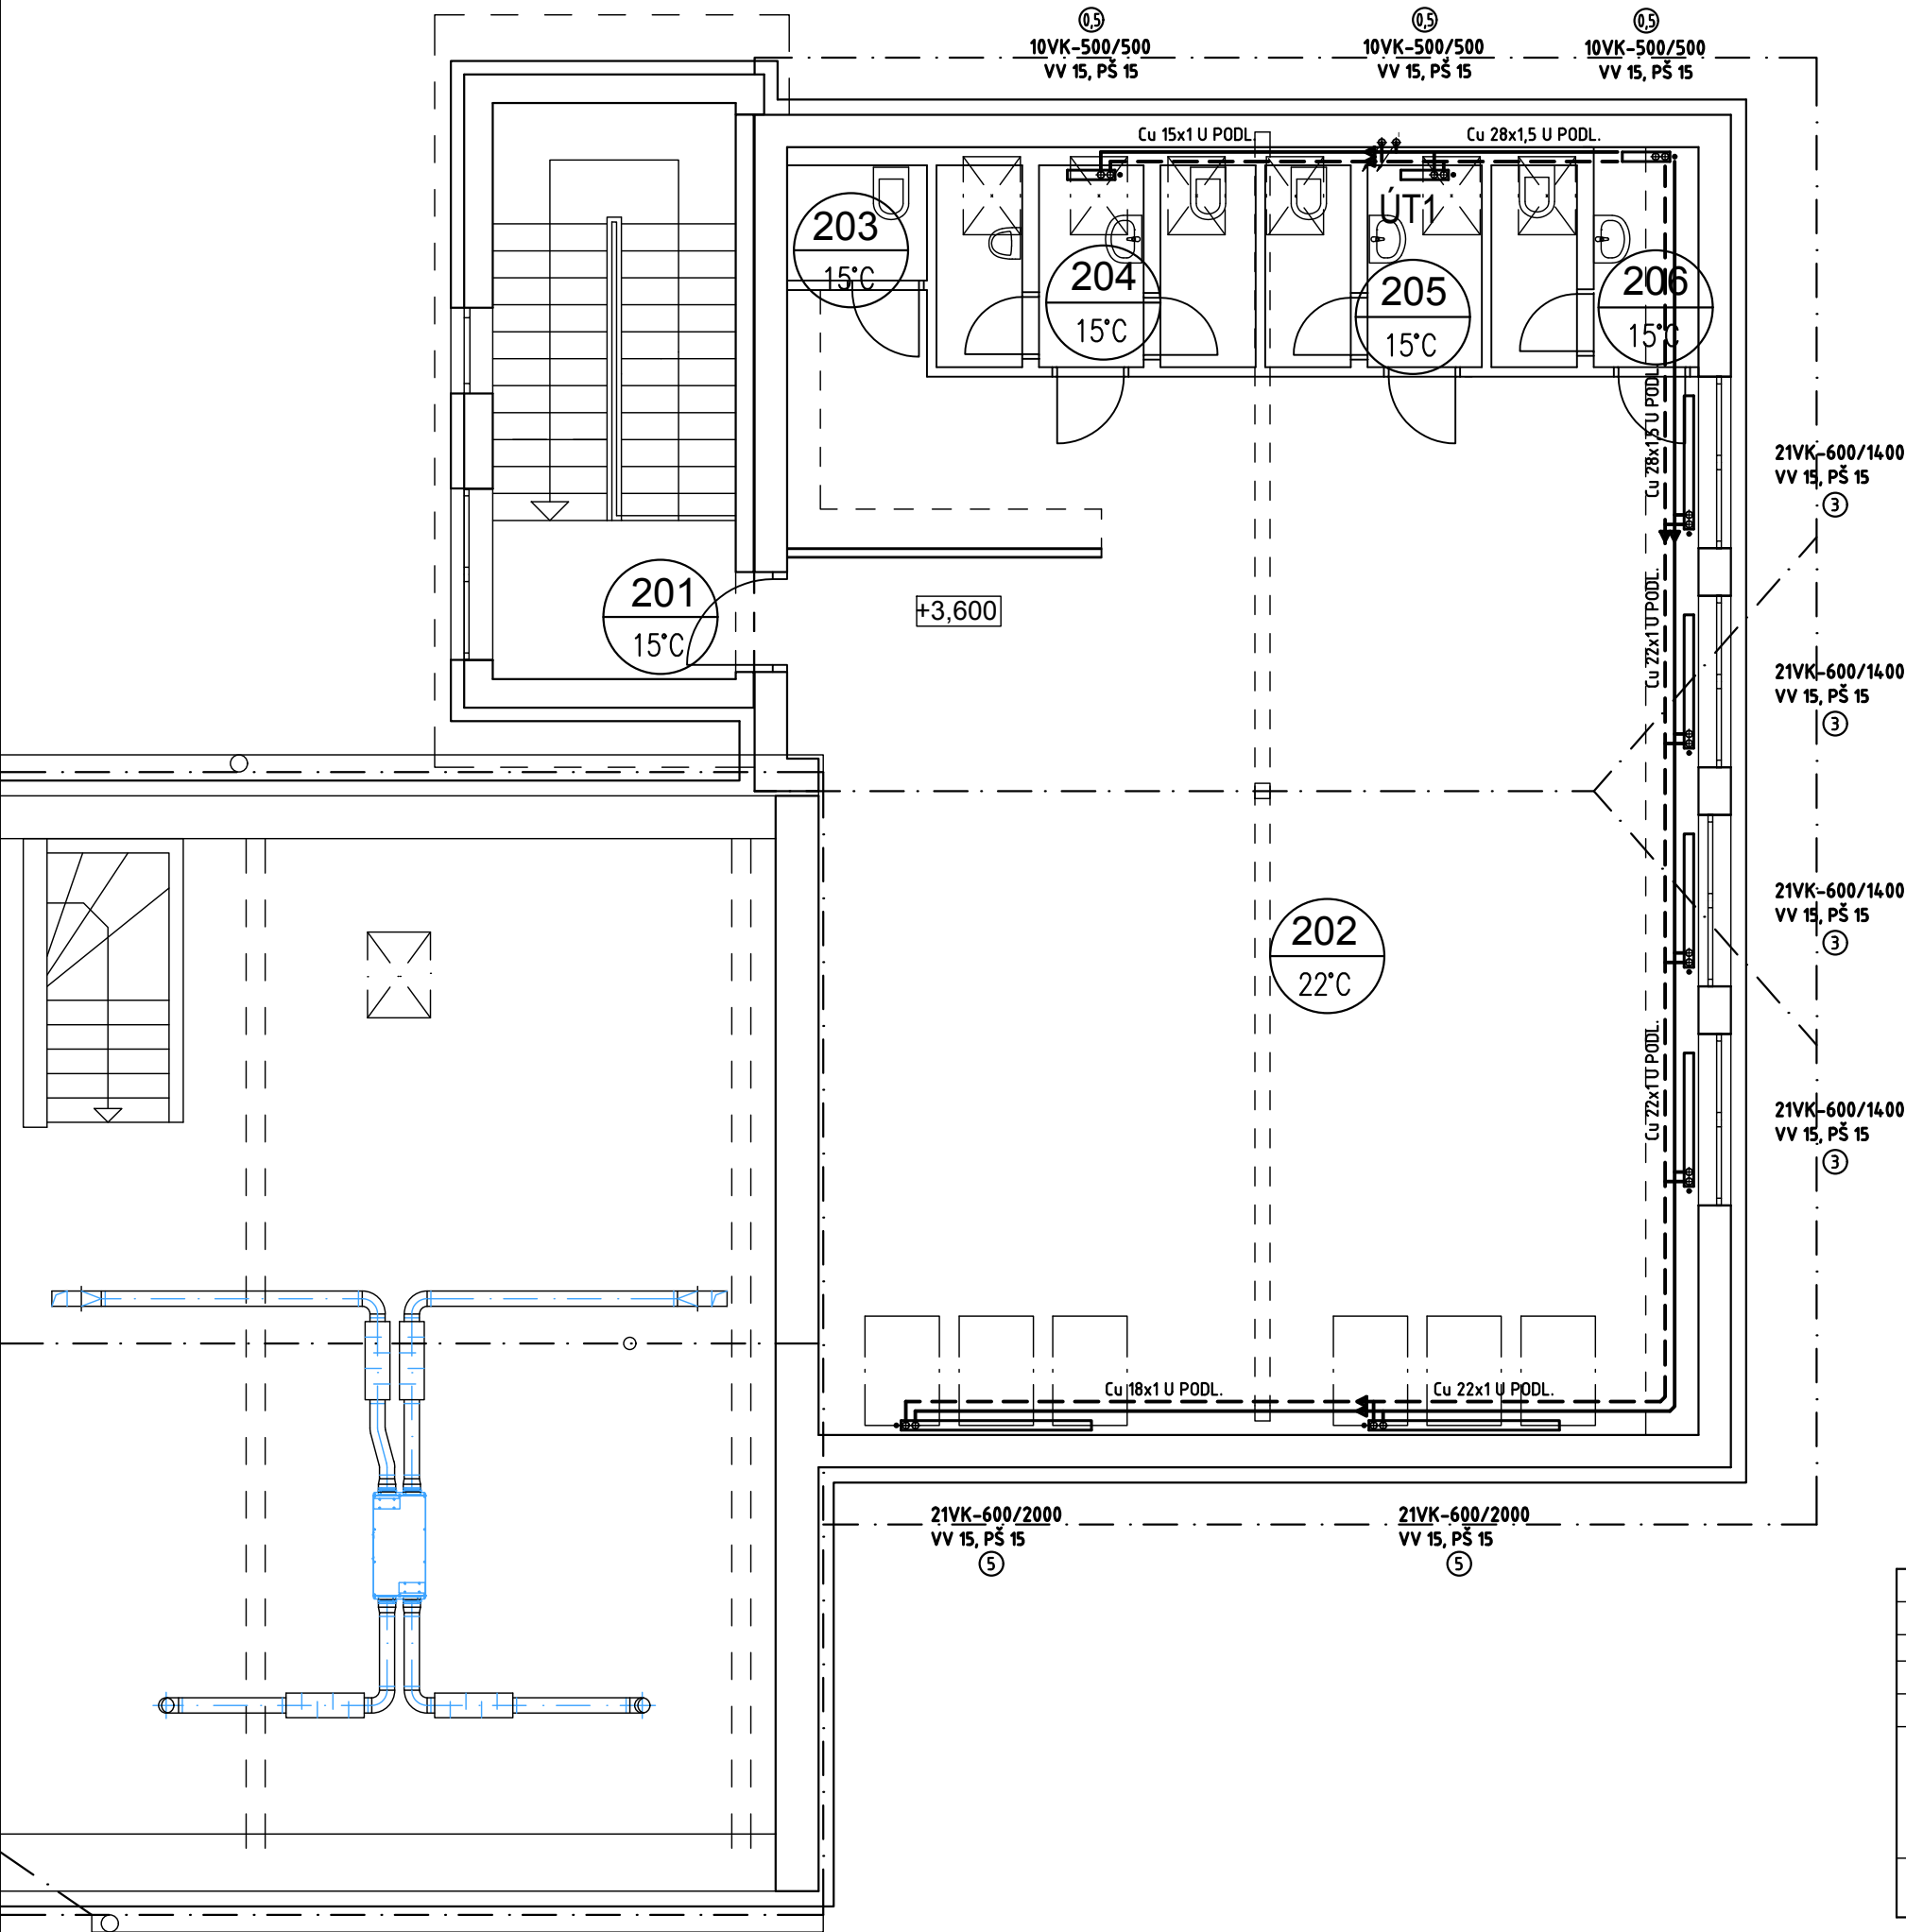 0,5
10VK-500/500
VV 15, PŠ 15
0,5
10VK-500/500
VV 15, PŠ 15
0,5
10VK-500/500
VV 15, PŠ 15
Cu 15x1 U PODL.
Cu 28x1,5 U PODL.
ÚT1
203
15°C
204
15°C
205
15°C
206
15°C
Cu 28x1,5 U PODL.
21VK-600/1400
VV 15, PŠ 15
3
201
15°C
+3,600
Cu 22x1 U PODL.
21VK-600/1400
VV 15, PŠ 15
3
21VK-600/1400
VV 15, PŠ 15
3
202
22°C
Cu 22x1 U PODL.
21VK-600/1400
VV 15, PŠ 15
3
Cu 18x1 U PODL.
Cu 22x1 U PODL.
21VK-600/2000
VV 15, PŠ 15
5
21VK-600/2000
VV 15, PŠ 15
5